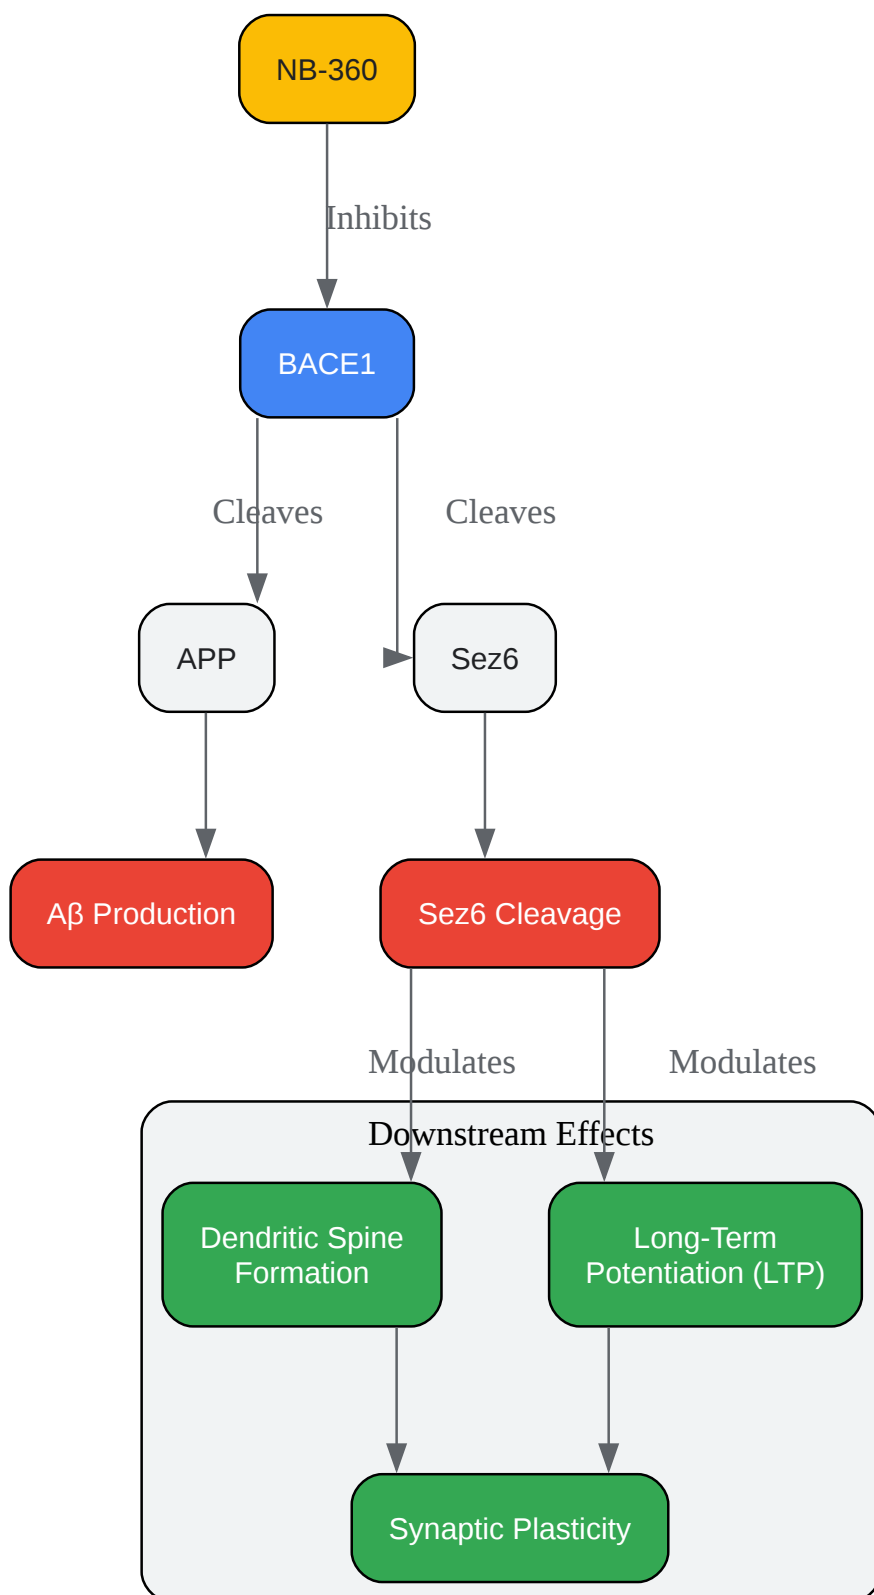 NB-360
Inhibits
BACE1
Cleaves
Cleaves
APP
Sez6
Aβ Production
Sez6 Cleavage
Modulates
Modulates
Downstream Effects
Dendritic Spine
Formation
Long-Term
Potentiation (LTP)
Synaptic Plasticity